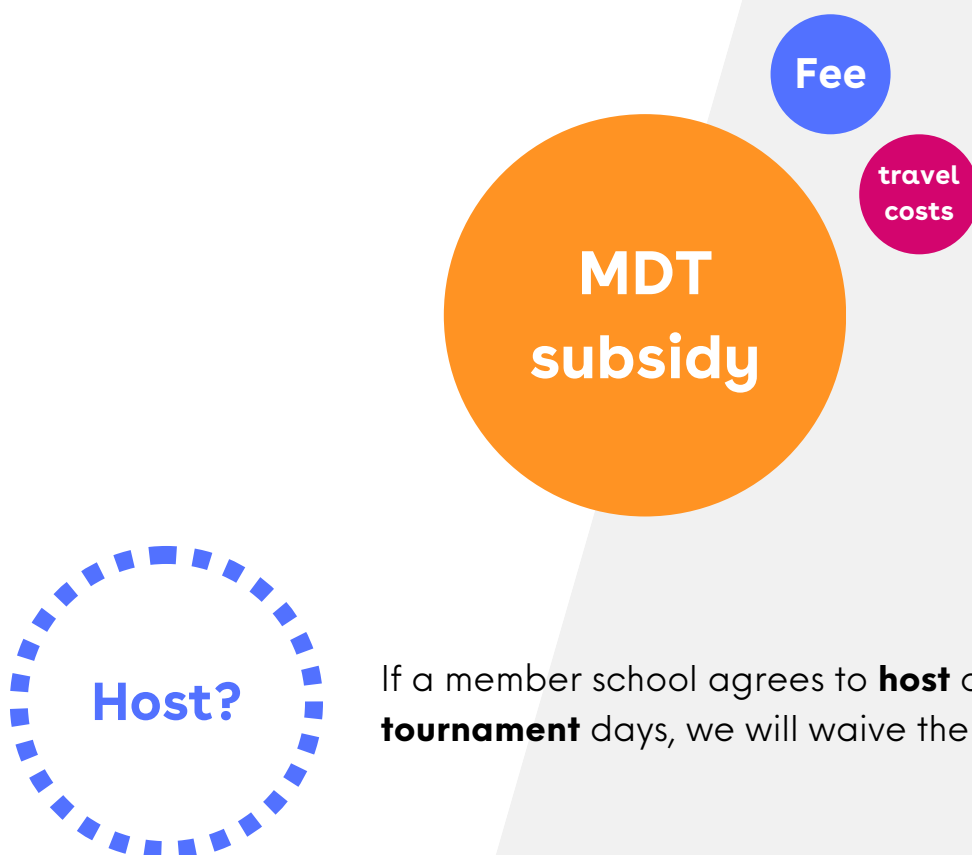 Fee
travel
costs
MDT
subsidy
Host?
If a member school agrees to host
tournament days, we will waive the